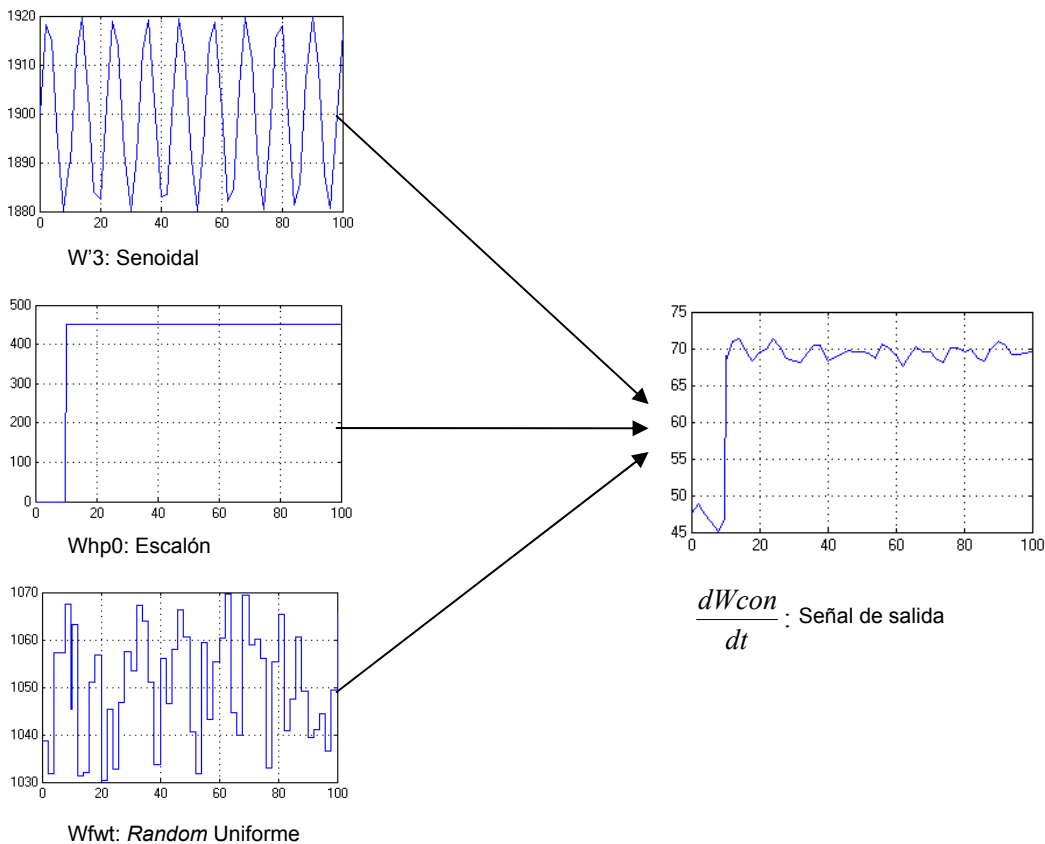 1920
1910
1900
1890
1880
0 20 40 60 80 100
W'3: Senoidal
500
400
300
200
100
0
0 20 40 60 80 100
Whp0: Escalón
1070
1060
1050
1040
1030
0 20 40 60 80 100
Wfwt: Random Uniforme
75
70
65
60
55
50
45
0 20 40 60 80 100
dWcon
dt
: Señal de salida